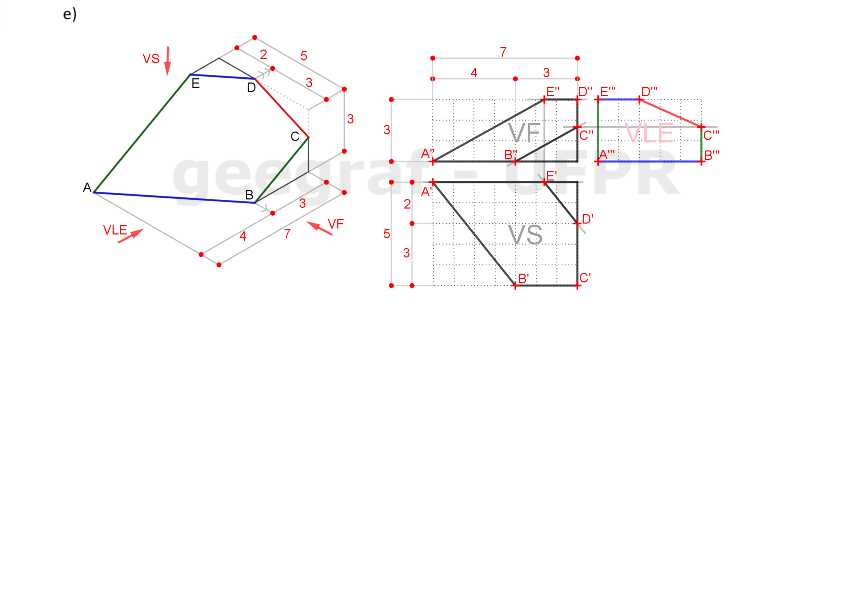 e)
VS
2
5
3
E
D
C
3
A
B
3
4
7
VLE
VF
7
4
3
E" D" E''' D'''
3
VF
VLE
C" C'''
A" B" A''' B'''
geegraf - UFPR
A' E'
2
5
VS
D'
3
B' C'